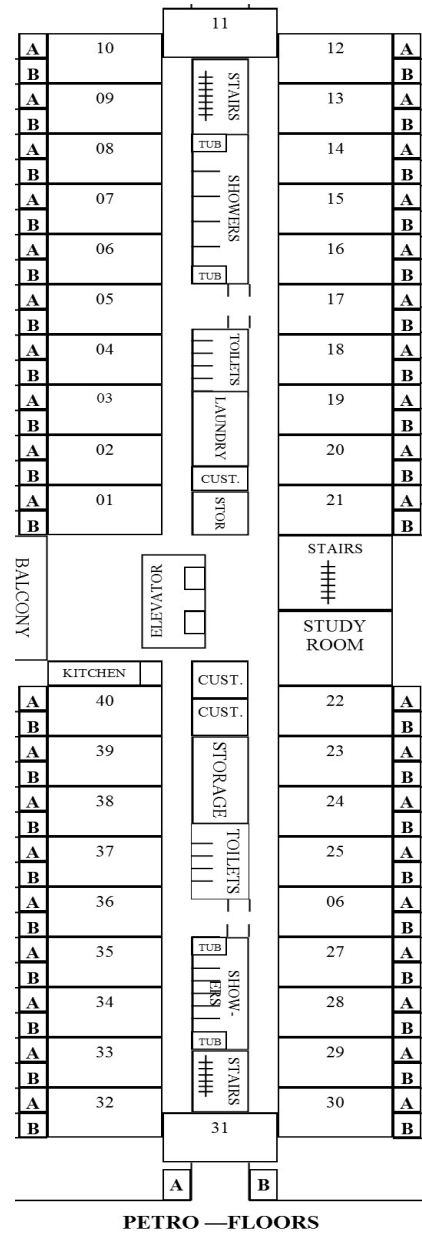 11
A 10 12 A
B STAIRS B
A 09 13 A
B B
A 08 TUB 14 A
B B
A 07 SHOWERS 15 A
B B
A 06 16 A
B TUB B
A 05 17 A
B B
A 04 TOILETS 18 A
B B
A 03 19 A
B LAUNDRY B
A 02 20 A
B CUST. B
A 01 STOR 21 A
B B
STAIRS
BALCONY ELEVATOR
STUDY
ROOM
KITCHEN CUST.
A 40 22 A
B CUST. B
A 39 23 A
B STORAGE B
A 38 24 A
B B
A 37 TOILETS 25 A
B B
A 36 06 A
B B
A 35 TUB 27 A
B B
A 34 SHOW- 28 A
ERS
B B
A 33 TUB 29 A
B B
A 32 STAIRS 30 A
B 31 B
A B
PETRO —FLOORS